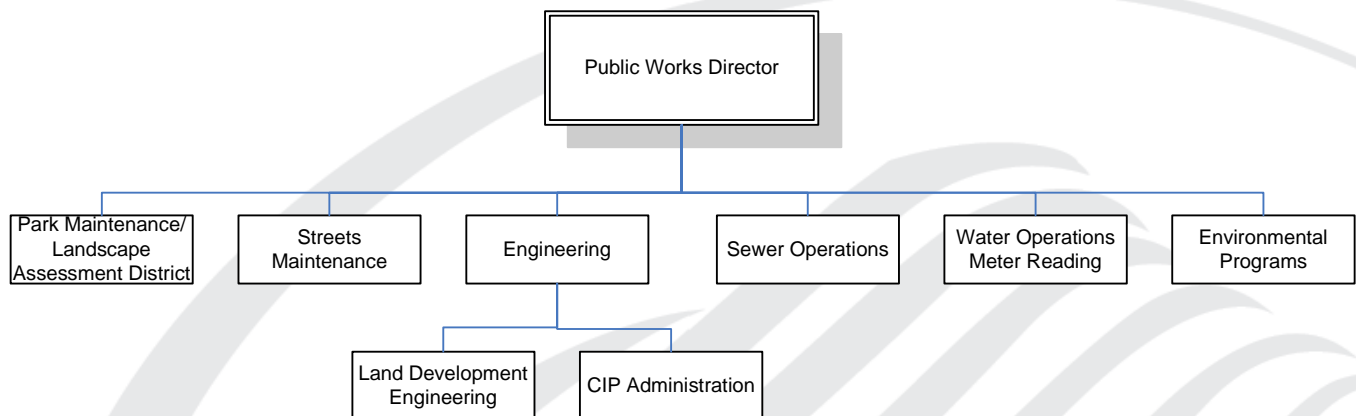 Public Works Director
Park Maintenance/
Landscape
Assessment District
Streets
Maintenance
Engineering
Sewer Operations
Water Operations
Meter Reading
Environmental
Programs
Land Development
Engineering
CIP Administration